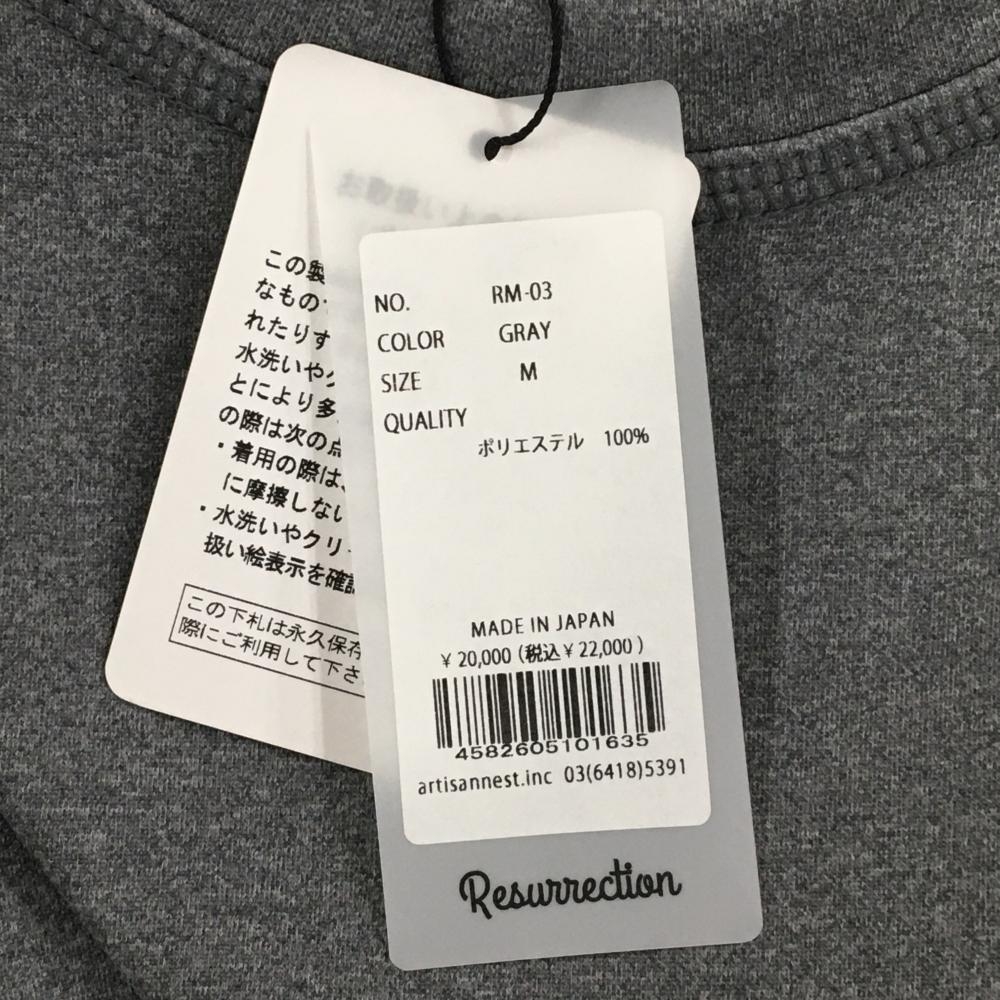 この製
なもので
れたりす
水洗いやク
とにより多
の際は次の点
・着用の際は、
に摩擦しない
・水洗いやクリー
扱い絵表示を確認
この下札は永久保存
際にご利用して下さ
NO. RM-03
COLOR GRAY
SIZE M
QUALITY
ポリエステル 100%
MADE IN JAPAN
¥ 20,000 (税込¥ 22,000 )
4582605101635
artisannest.inc 03(6418)5391
Resurrection